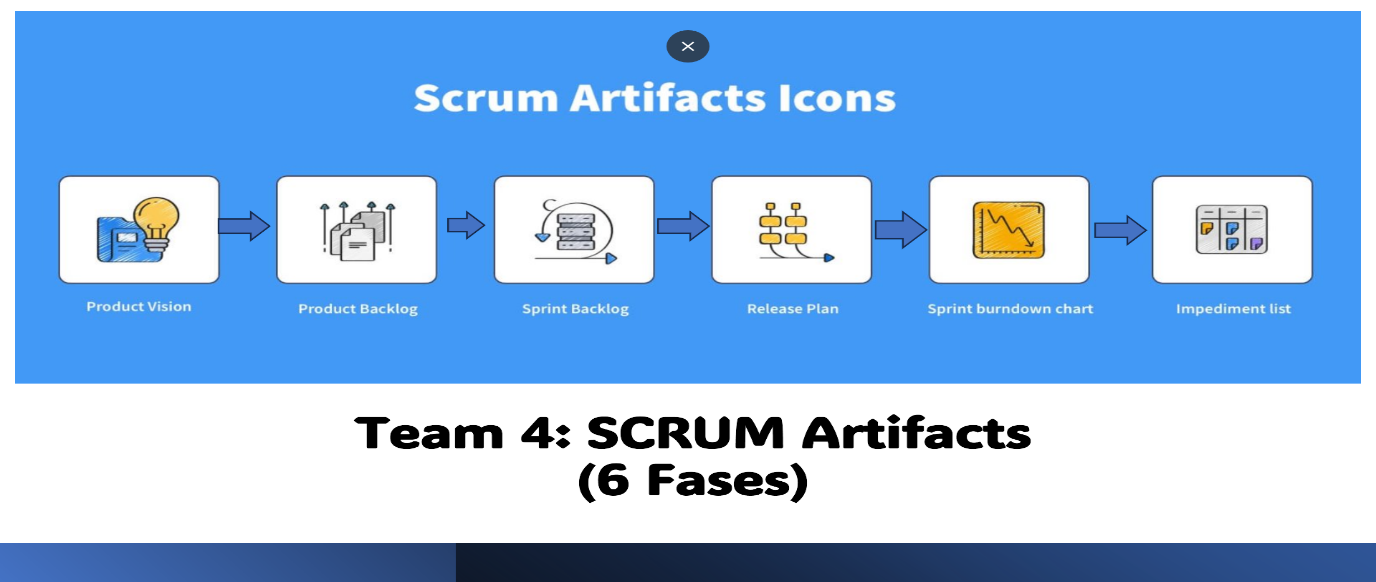 Scrum Artifacts Icons
Product Vision
Product Backlog
Sprint Backlog
Release Plan
Sprint burndown chart
Impediment list
Team 4: SCRUM Artifacts
(6 Fases)